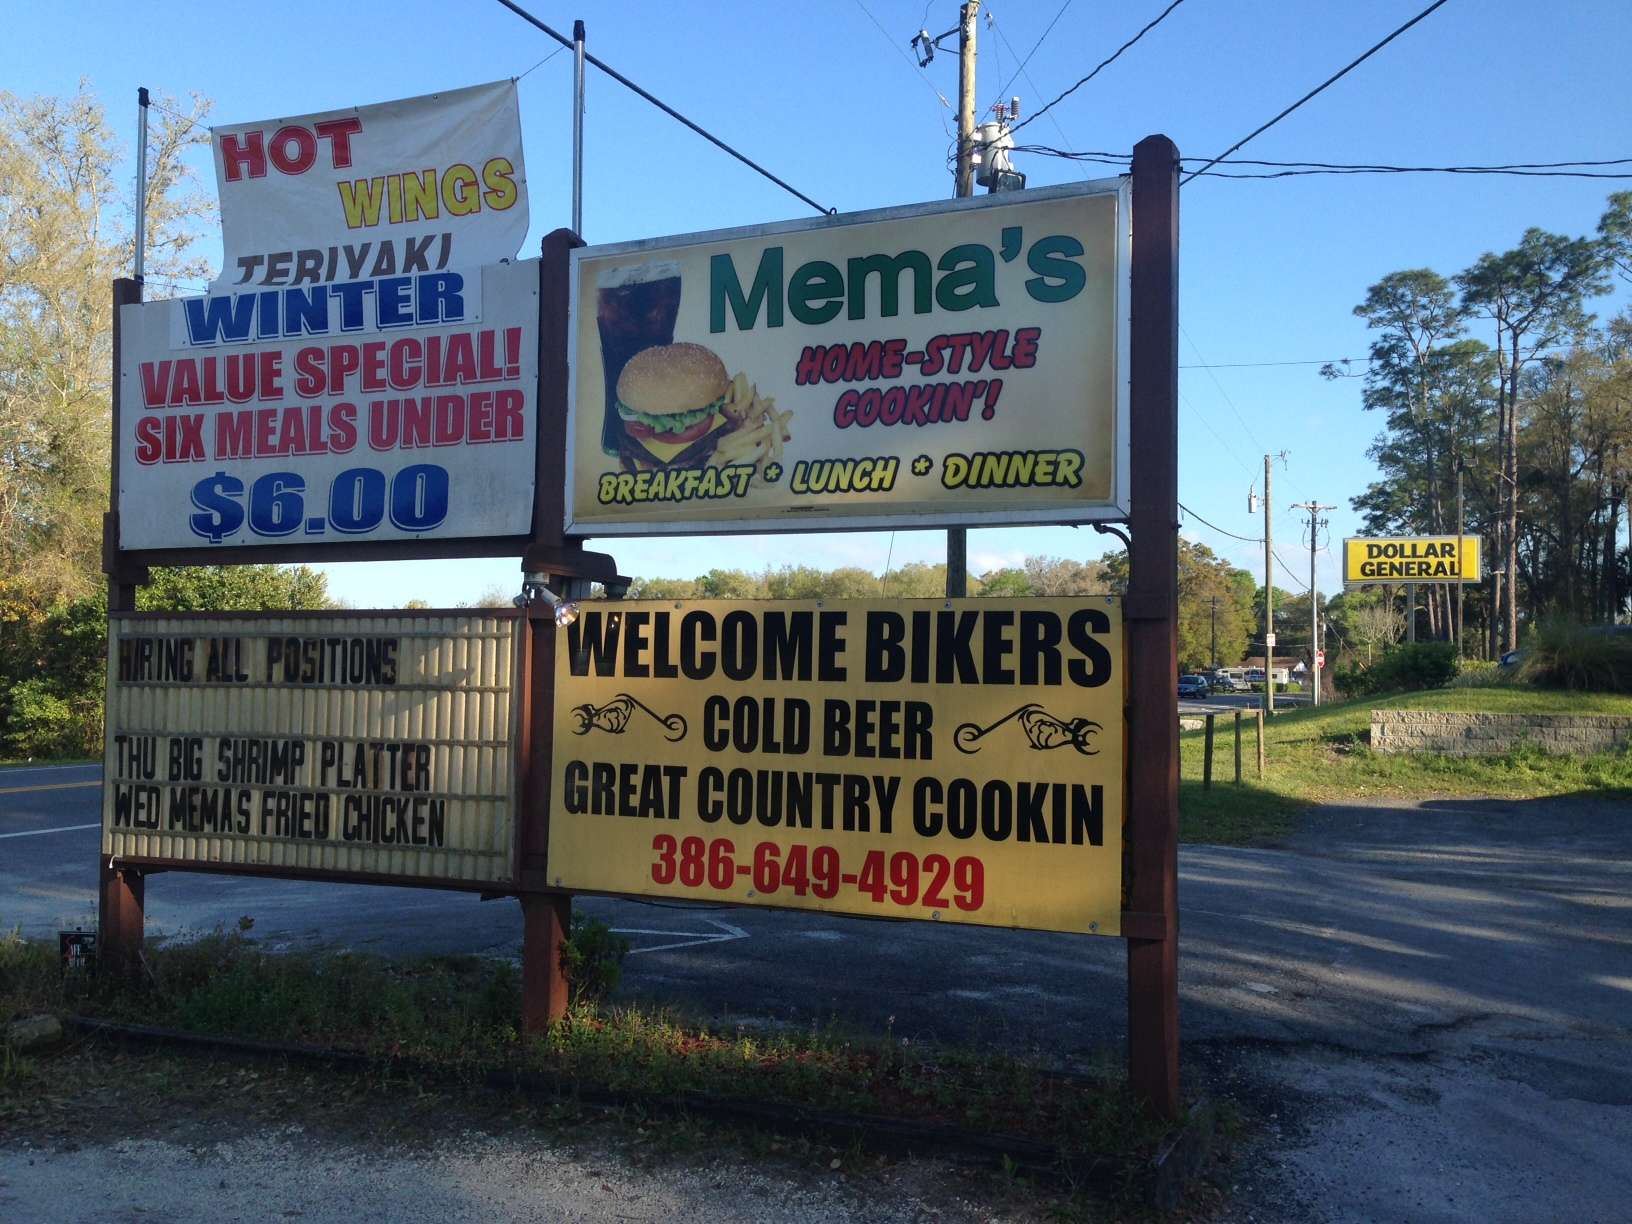 HOT
WINGS
TERIYAKI
WINTER
VALUE SPECIAL!
SIX MEALS UNDER
$6.00
Mema's
HOME-STYLE
COOKIN'!
BREAKFAST * LUNCH * DINNER
HIRING ALL POSITIONS
THU BIG SHRIMP PLATTER
WED MEMAS FRIED CHICKEN
WELCOME BIKERS
COLD BEER
GREAT COUNTRY COOKIN
386-649-4929
DOLLAR
GENERAL